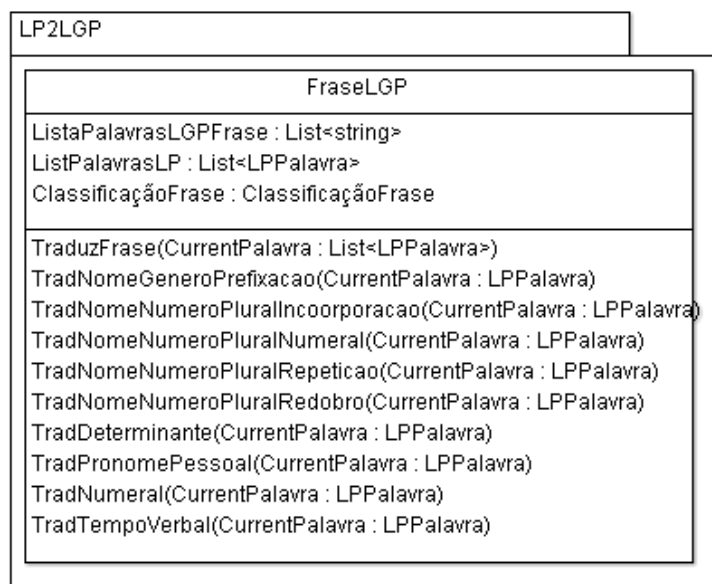 LP2LGP
FraseLGP
ListaPalavrasLGPFrase : List<string>
ListPalavrasLP : List<LPPalavra>
ClassificaçãoFrase : ClassificaçãoFrase
TraduzFrase(CurrentPalavra : List<LPPalavra>)
TradNomeGeneroPrefixacao(CurrentPalavra : LPPalavra)
TradNomeNumeroPluralIncoorporacao(CurrentPalavra : LPPalavra)
TradNomeNumeroPluralNumeral(CurrentPalavra : LPPalavra)
TradNomeNumeroPluralRepeticao(CurrentPalavra : LPPalavra)
TradNomeNumeroPluralRedobro(CurrentPalavra : LPPalavra)
TradDeterminante(CurrentPalavra : LPPalavra)
TradPronomePessoal(CurrentPalavra : LPPalavra)
TradNumeral(CurrentPalavra : LPPalavra)
TradTempoVerbal(CurrentPalavra : LPPalavra)